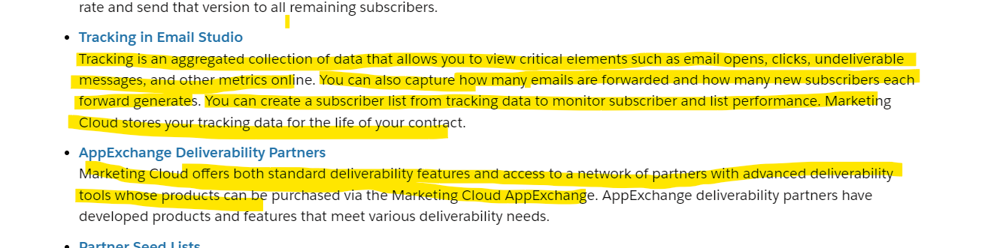 rate and send that version to all remaining subscribers.
Tracking in Email Studio
Tracking is an aggregated collection of data that allows you to view critical elements such as email opens, clicks, undeliverable
messages, and other metrics online. You can also capture how many emails are forwarded and how many new subscribers each
forward generates. You can create a subscriber list from tracking data to monitor subscriber and list performance. Marketing
Cloud stores your tracking data for the life of your contract.
AppExchange Deliverability Partners
Marketing Cloud offers both standard deliverability features and access to a network of partners with advanced deliverability
tools whose products can be purchased via the Marketing Cloud AppExchange. AppExchange deliverability partners have
developed products and features that meet various deliverability needs.
Partner Seed Lists